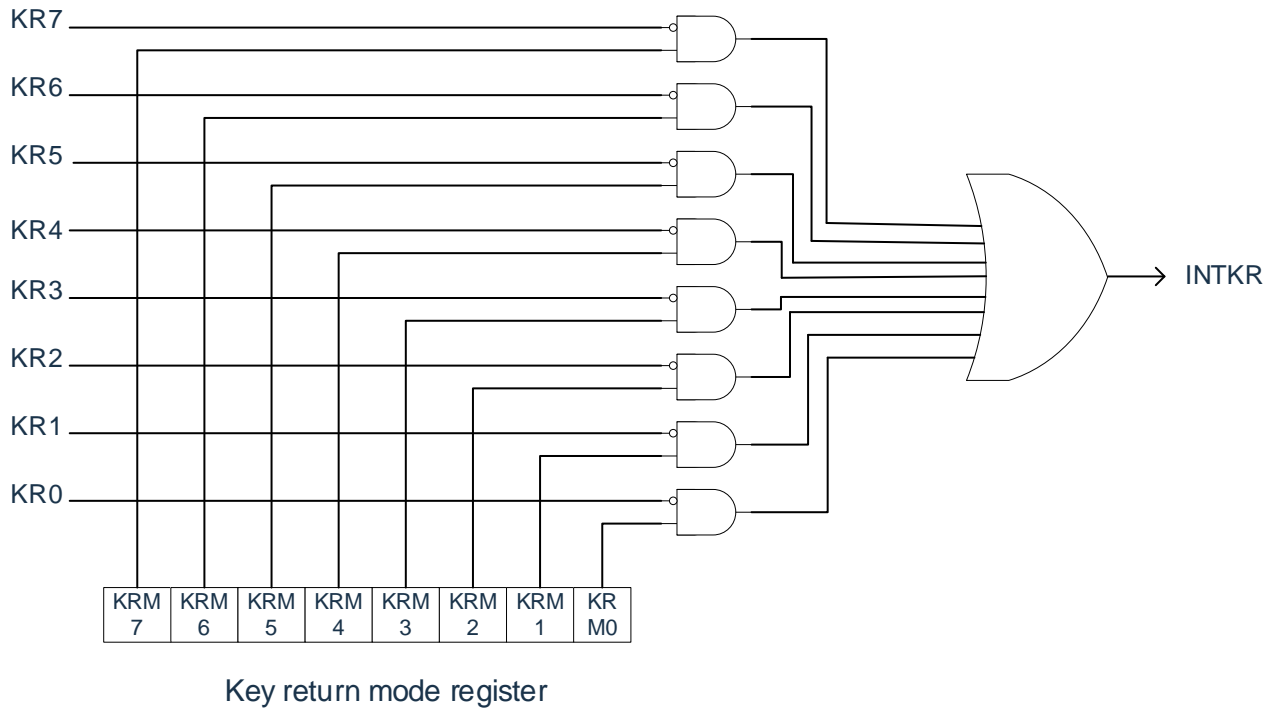 KR7
KR6
KR5
KR4
KR3
KR2
KR1
KR0
INTKR
KRM
7
KRM
6
KRM
5
KRM
4
KRM
3
KRM
2
KRM
1
KR
M0
Key return mode register